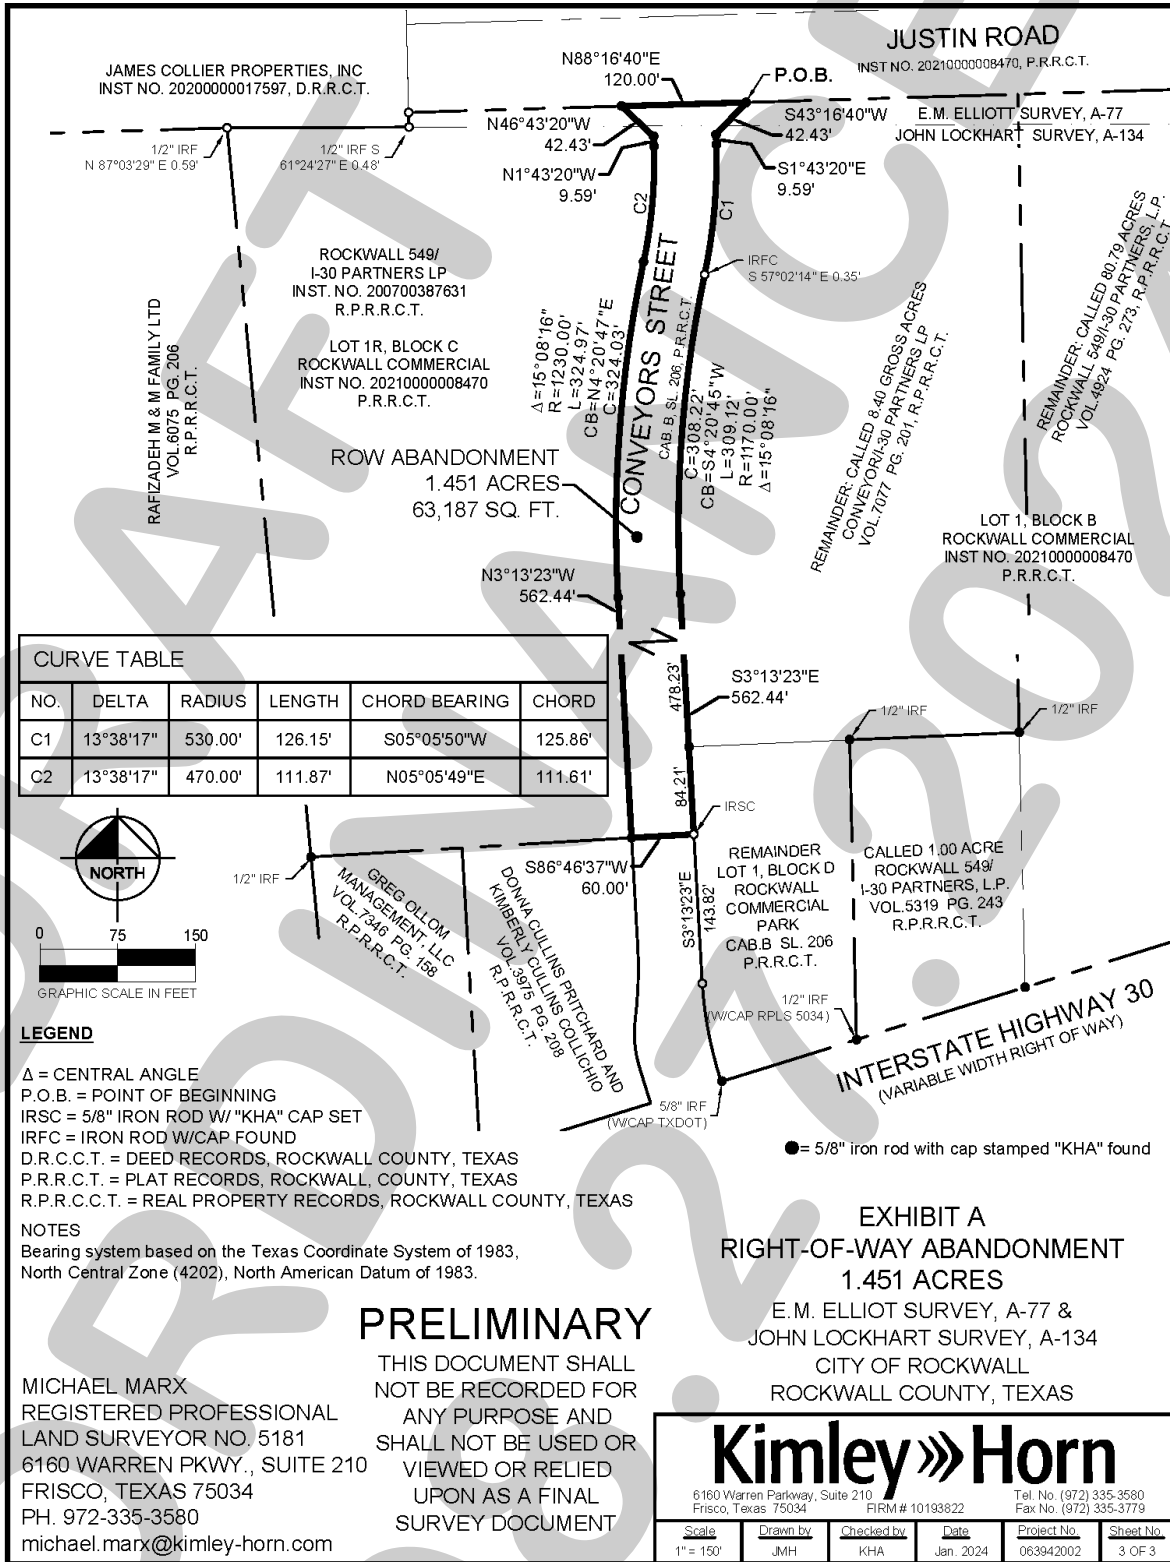 JUSTIN ROAD
INST NO. 20210000008470, P.R.R.C.T.
JAMES COLLIER PROPERTIES, INC
INST NO. 20200000017597, D.R.R.C.T.
N88°16'40"E
120.00'
P.O.B.
N46°43'20"W
42.43'
S43°16'40"W
42.43'
E.M. ELLIOTT SURVEY, A-77
JOHN LOCKHART SURVEY, A-134
1/2" IRF
N 87°03'29" E 0.59'
1/2" IRF S
61°24'27" E 0.48'
N1°43'20"W
9.59'
S1°43'20"E
9.59'
C2
C1
IRFC
S 57°02'14" E 0.35'
ROCKWALL 549/
I-30 PARTNERS LP
INST. NO. 200700387631
R.P.R.R.C.T.
LOT 1R, BLOCK C
ROCKWALL COMMERCIAL
INST NO. 20210000008470
P.R.R.C.T.
RAFIZADEH M & M FAMILY LTD
VOL.6075 PG. 206
R.P.R.R.C.T.
Δ=15°08'16"
R=1230.00'
L=324.97'
CB=N4°20'47"E
C=324.03'
CONVEYORS STREET
CAB. B, SL. 206, P.R.R.C.T.
C=308.22'
CB=S4°20'45"W
L=309.12'
R=1170.00'
Δ=15°08'16"
REMAINDER: CALLED 8.40 GROSS ACRES
CONVEYOR/I-30 PARTNERS LP
VOL.7077 PG. 201, R.P.R.R.C.T.
REMAINDER: CALLED 80.79 ACRES
ROCKWALL 549/I-30 PARTNERS, L.P.
VOL.4924 PG. 273, R.P.R.R.C.T.
ROW ABANDONMENT
1.451 ACRES
63,187 SQ. FT.
LOT 1, BLOCK B
ROCKWALL COMMERCIAL
INST NO. 20210000008470
P.R.R.C.T.
N3°13'23"W
562.44'
CURVE TABLE
NO. DELTA RADIUS LENGTH CHORD BEARING CHORD
C1 13°38'17" 530.00' 126.15' S05°05'50"W 125.86'
C2 13°38'17" 470.00' 111.87' N05°05'49"E 111.61'
478.23'
S3°13'23"E
562.44'
1/2" IRF
1/2" IRF
84.21'
IRSC
NORTH
1/2" IRF
S86°46'37"W
60.00'
GREG OLLOM
MANAGEMENT, LLC
VOL.7346 PG. 158
R.P.R.R.C.T.
DONNA CULLINS PRITCHARD AND
KIMBERLY CULLINS COLLICHIO
VOL.3975 PG. 208
R.P.R.R.C.T.
S3°13'23"E
143.82'
REMAINDER
LOT 1, BLOCK D
ROCKWALL
COMMERCIAL
PARK
CAB.B SL. 206
P.R.R.C.T.
CALLED 1.00 ACRE
ROCKWALL 549/
I-30 PARTNERS, L.P.
VOL.5319 PG. 243
R.P.R.R.C.T.
0 75 150
GRAPHIC SCALE IN FEET
1/2" IRF
(W/CAP RPLS 5034)
INTERSTATE HIGHWAY 30
(VARIABLE WIDTH RIGHT OF WAY)
5/8" IRF
(W/CAP TXDOT)
LEGEND
Δ = CENTRAL ANGLE
P.O.B. = POINT OF BEGINNING
IRSC = 5/8" IRON ROD W/ "KHA" CAP SET
IRFC = IRON ROD W/CAP FOUND
D.R.C.C.T. = DEED RECORDS, ROCKWALL COUNTY, TEXAS
P.R.R.C.T. = PLAT RECORDS, ROCKWALL, COUNTY, TEXAS
R.P.R.C.C.T. = REAL PROPERTY RECORDS, ROCKWALL COUNTY, TEXAS
= 5/8" iron rod with cap stamped "KHA" found
NOTES
Bearing system based on the Texas Coordinate System of 1983,
North Central Zone (4202), North American Datum of 1983.
EXHIBIT A
RIGHT-OF-WAY ABANDONMENT
1.451 ACRES
E.M. ELLIOT SURVEY, A-77 &
JOHN LOCKHART SURVEY, A-134
CITY OF ROCKWALL
ROCKWALL COUNTY, TEXAS
PRELIMINARY
THIS DOCUMENT SHALL
NOT BE RECORDED FOR
ANY PURPOSE AND
SHALL NOT BE USED OR
VIEWED OR RELIED
UPON AS A FINAL
SURVEY DOCUMENT
MICHAEL MARX
REGISTERED PROFESSIONAL
LAND SURVEYOR NO. 5181
6160 WARREN PKWY., SUITE 210
FRISCO, TEXAS 75034
PH. 972-335-3580
michael.marx@kimley-horn.com
Kimley»Horn
6160 Warren Parkway, Suite 210
Frisco, Texas 75034
FIRM # 10193822
Tel. No. (972) 335-3580
Fax No. (972) 335-3779
Scale Drawn by Checked by Date Project No. Sheet No.
1" = 150' JMH KHA Jan. 2024 063942002 3 OF 3
DRAFT
ORDINANCE